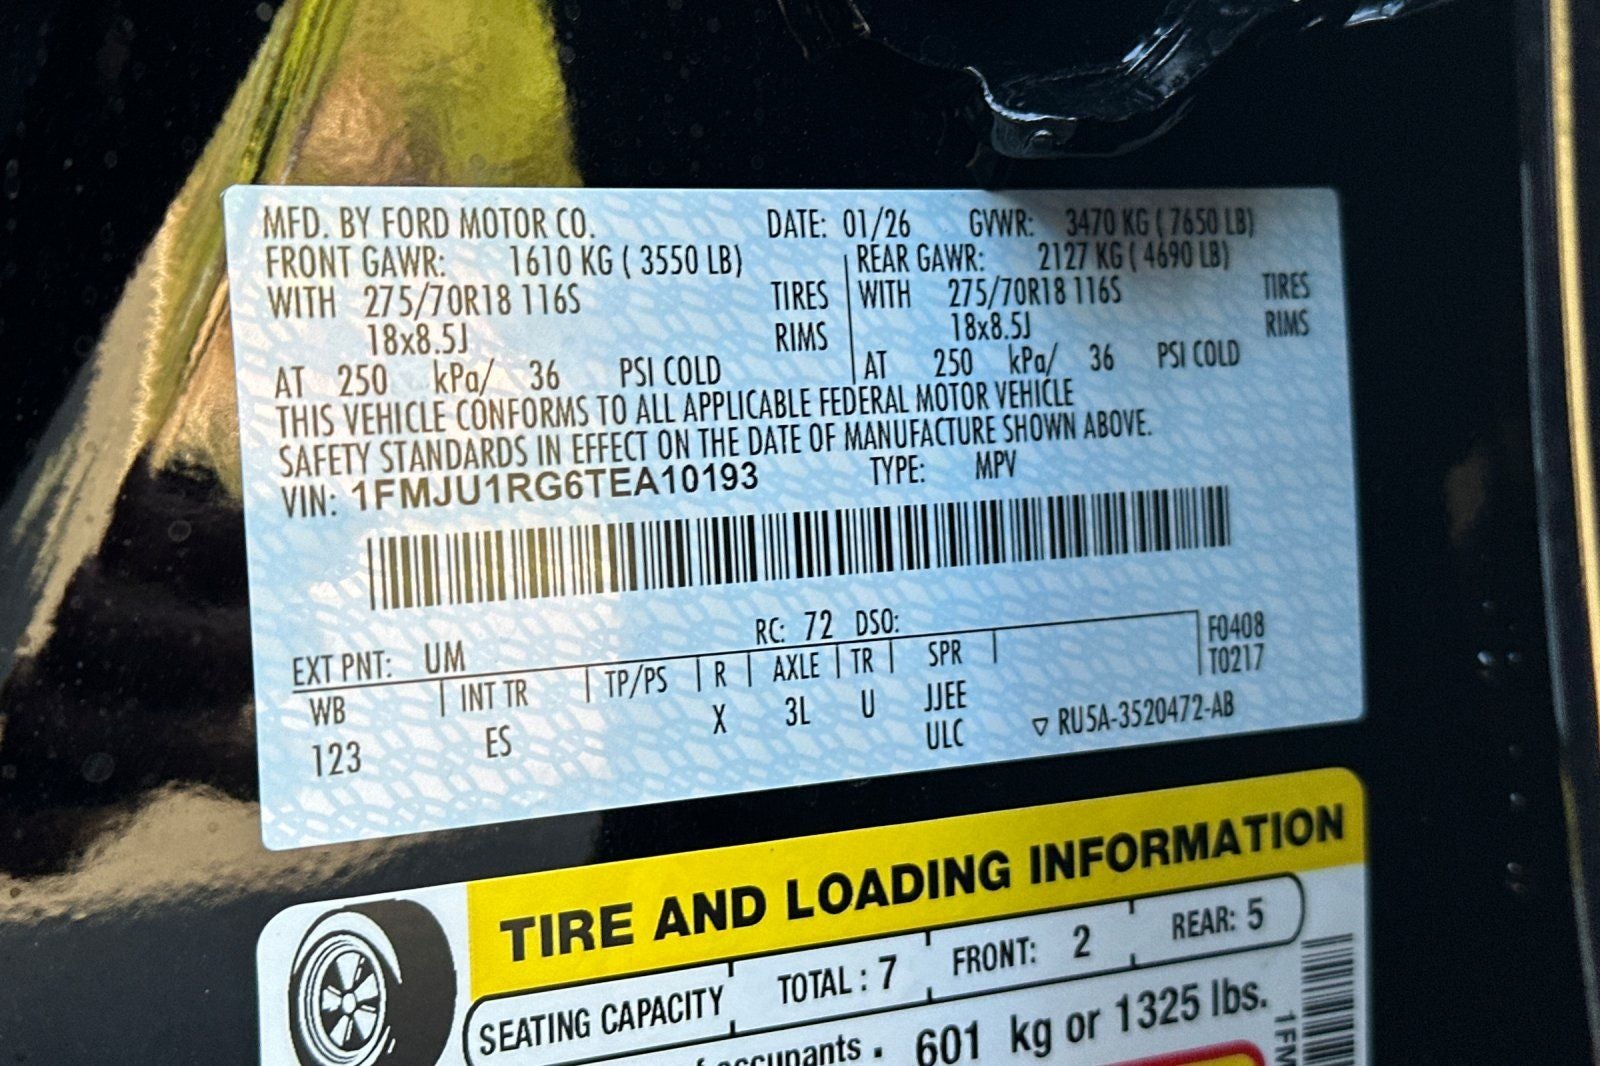 MFD. BY FORD MOTOR CO. DATE: 01/26 GVWR: 3470 KG ( 7650 LB)
FRONT GAWR: 1610 KG ( 3550 LB) REAR GAWR: 2127 KG ( 4690 LB)
WITH 275/70R18 116S TIRES WITH 275/70R18 116S TIRES
18x8.5J RIMS 18x8.5J RIMS
AT 250 kPa/ 36 PSI COLD AT 250 kPa/ 36 PSI COLD
THIS VEHICLE CONFORMS TO ALL APPLICABLE FEDERAL MOTOR VEHICLE
SAFETY STANDARDS IN EFFECT ON THE DATE OF MANUFACTURE SHOWN ABOVE.
VIN: 1FMJU1RG6TEA10193 TYPE: MPV
EXT PNT: UM RC: 72 DSO: F0408
WB INT TR TP/PS R AXLE TR SPR T0217
123 ES X 3L U JJEE
ULC RU5A-3520472-AB
TIRE AND LOADING INFORMATION
SEATING CAPACITY TOTAL : 7 FRONT: 2 REAR: 5
601 kg or 1325 lbs.
1FM